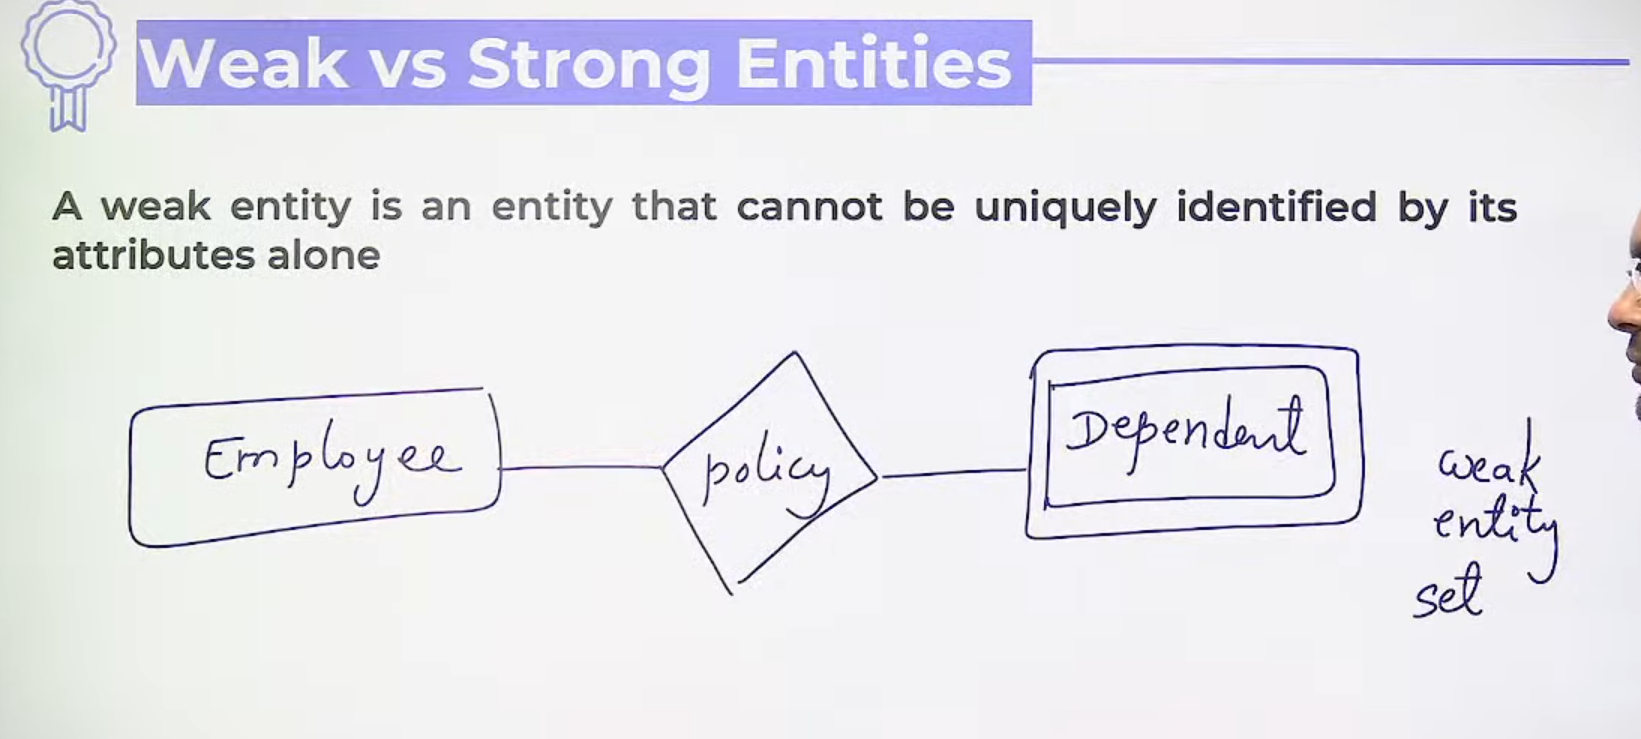 Weak vs Strong Entities
A weak entity is an entity that cannot be uniquely identified by its
attributes alone
Employee
policy
Dependent
weak
entity
set